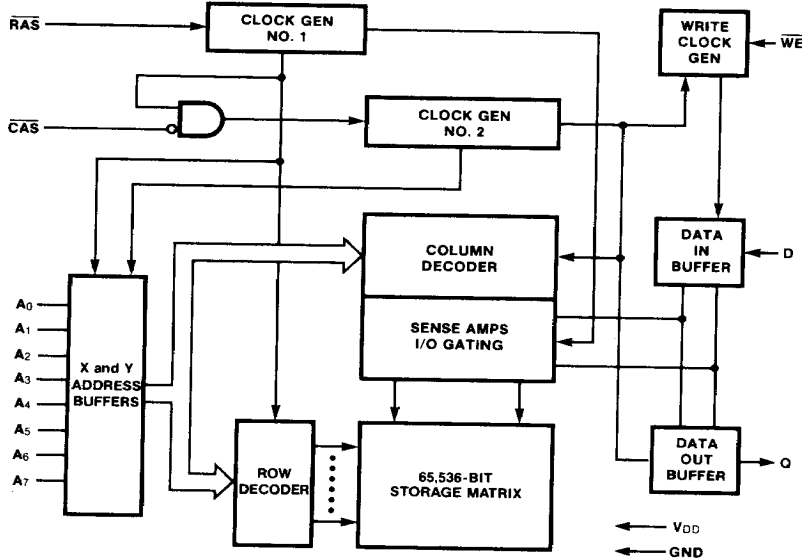 RAS
CLOCK GEN
NO. 1
WRITE
CLOCK
GEN
WE
CAS
CLOCK GEN
NO. 2
COLUMN
DECODER
DATA
IN
BUFFER
D
A0
A1
A2
A3
A4
A5
A6
A7
X and Y
ADDRESS
BUFFERS
SENSE AMPS
I/O GATING
ROW
DECODER
65,536-BIT
STORAGE MATRIX
DATA
OUT
BUFFER
Q
VDD
GND